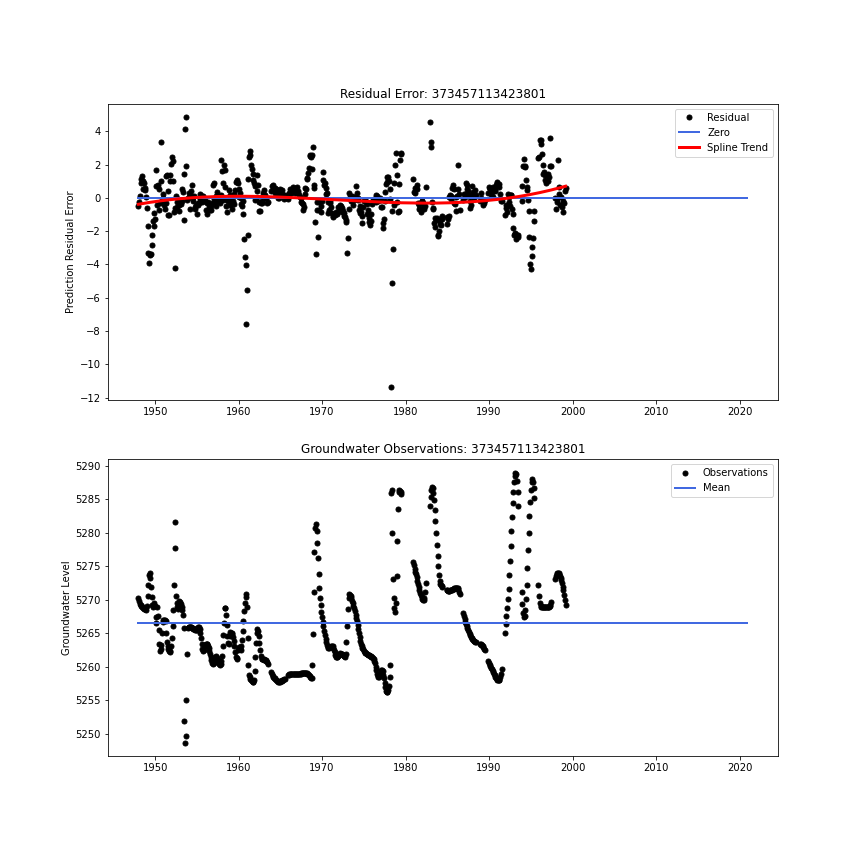 Residual Error: 373457113423801
Residual
Zero
Spline Trend
Prediction Residual Error
4
2
0
−2
−4
−6
−8
−10
−12
1950 1960 1970 1980 1990 2000 2010 2020
Groundwater Observations: 373457113423801
Observations
Mean
Groundwater Level
5290
5285
5280
5275
5270
5265
5260
5255
5250
1950 1960 1970 1980 1990 2000 2010 2020